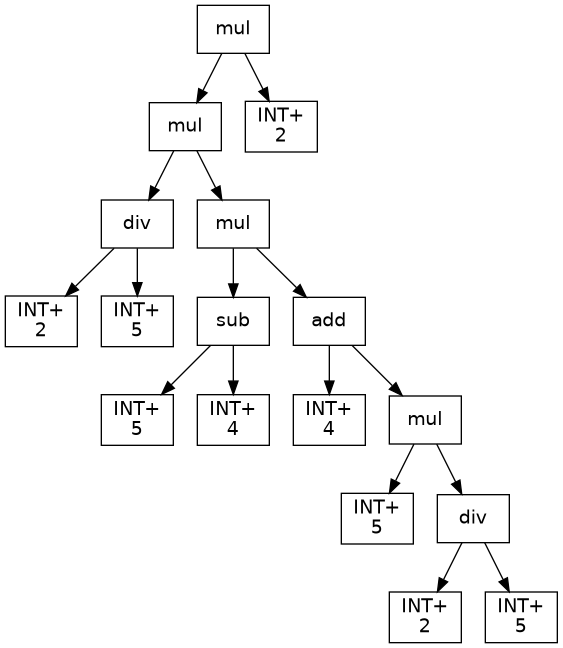 mul
mul
INT+
2
div
mul
INT+
2
INT+
5
sub
add
INT+
5
INT+
4
INT+
4
mul
INT+
5
div
INT+
2
INT+
5